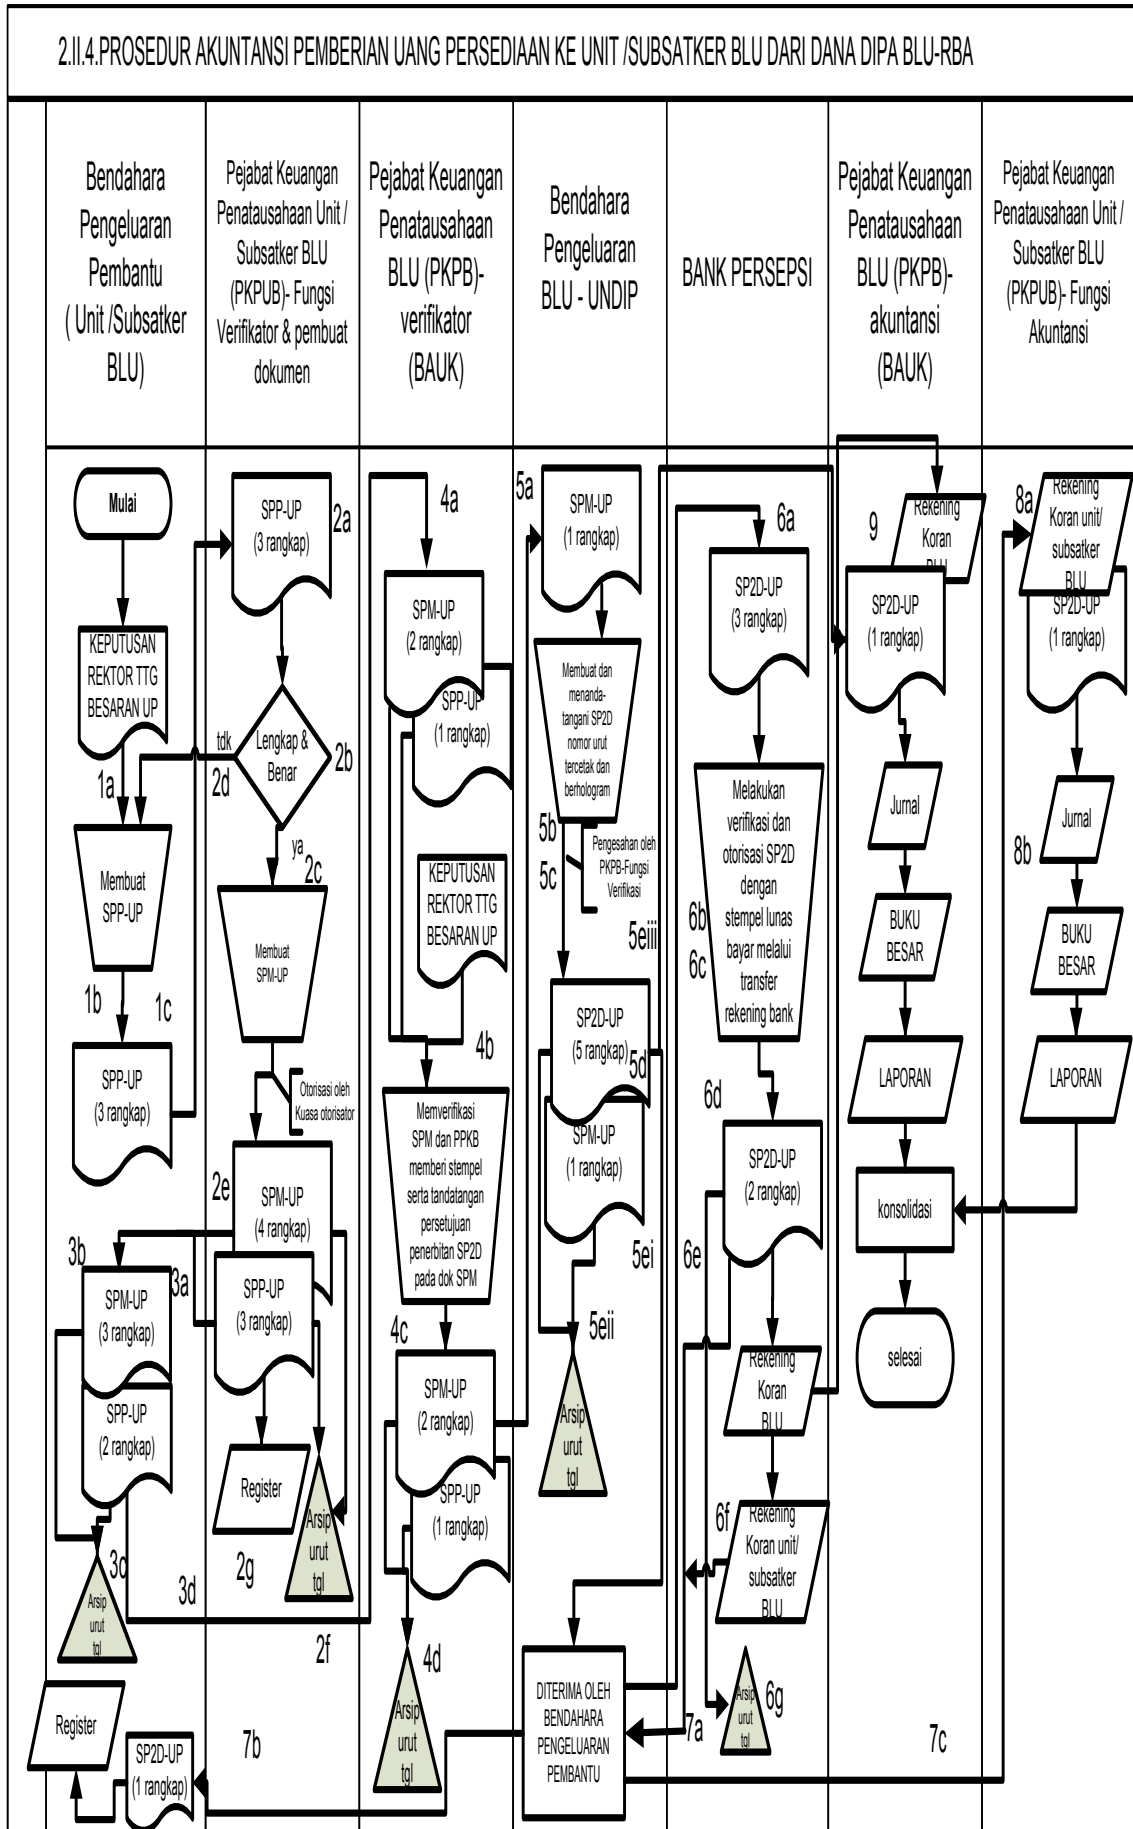 2.II.4.PROSEDUR AKUNTANSI PEMBERIAN UANG PERSEDIAAN KE UNIT /SUBSATKER BLU DARI DANA DIPA BLU-RBA
Bendahara
Pengeluaran
Pembantu
( Unit /Subsatker
BLU)
Pejabat Keuangan
Penatausahaan Unit /
Subsatker BLU
(PKPUB)- Fungsi
Verifikator & pembuat
dokumen
Pejabat Keuangan
Penatausahaan
BLU (PKPB)-
verifikator
(BAUK)
Bendahara
Pengeluaran
BLU - UNDIP
BANK PERSEPSI
Pejabat Keuangan
Penatausahaan
BLU (PKPB)-
akuntansi
(BAUK)
Pejabat Keuangan
Penatausahaan Unit /
Subsatker BLU
(PKPUB)- Fungsi
Akuntansi
Mulai
KEPUTUSAN
REKTOR TTG
BESARAN UP
1a
Membuat
SPP-UP
1b
1c
SPP-UP
(3 rangkap)
3b
3a
SPM-UP
(3 rangkap)
SPP-UP
(2 rangkap)
3c
Arsip
urut
tgl
3d
Register
SP2D-UP
(1 rangkap)
7b
SPP-UP
(3 rangkap)
2a
Lengkap &
Benar
2b
tdk
2d
ya
2c
Membuat
SPM-UP
Otorisasi oleh
Kuasa otorisator
2e
SPM-UP
(4 rangkap)
SPP-UP
(3 rangkap)
Register
2g
Arsip
urut
tgl
2f
4a
SPM-UP
(2 rangkap)
SPP-UP
(1 rangkap)
KEPUTUSAN
REKTOR TTG
BESARAN UP
4b
Memverifikasi
SPM dan PPKB
memberi stempel
serta tandatangan
persetujuan
penerbitan SP2D
pada dok SPM
4c
SPM-UP
(2 rangkap)
SPP-UP
(1 rangkap)
4d
Arsip
urut
tgl
5a
SPM-UP
(1 rangkap)
Membuat dan
menanda-
tangani SP2D
nomor urut
tercetak dan
berhologram
5b
5c
Pengesahan oleh
PKPB-Fungsi
Verifikasi
5eiii
SP2D-UP
(5 rangkap)
5d
SPM-UP
(1 rangkap)
5ei
5eii
Arsip
urut
tgl
DITERIMA OLEH
BENDAHARA
PENGELUARAN
PEMBANTU
6a
SP2D-UP
(3 rangkap)
Melakukan
verifikasi dan
otorisasi SP2D
dengan
stempel lunas
bayar melalui
transfer
rekening bank
6b
6c
6d
SP2D-UP
(2 rangkap)
6e
Rekening
Koran
BLU
6f
Rekening
Koran unit/
subsatker
BLU
Arsip
urut
tgl
6g
7a
9
Rekening
Koran
BLU
SP2D-UP
(1 rangkap)
Jurnal
BUKU
BESAR
LAPORAN
konsolidasi
selesai
7c
8a
Rekening
Koran unit/
subsatker
BLU
SP2D-UP
(1 rangkap)
Jurnal
8b
BUKU
BESAR
LAPORAN